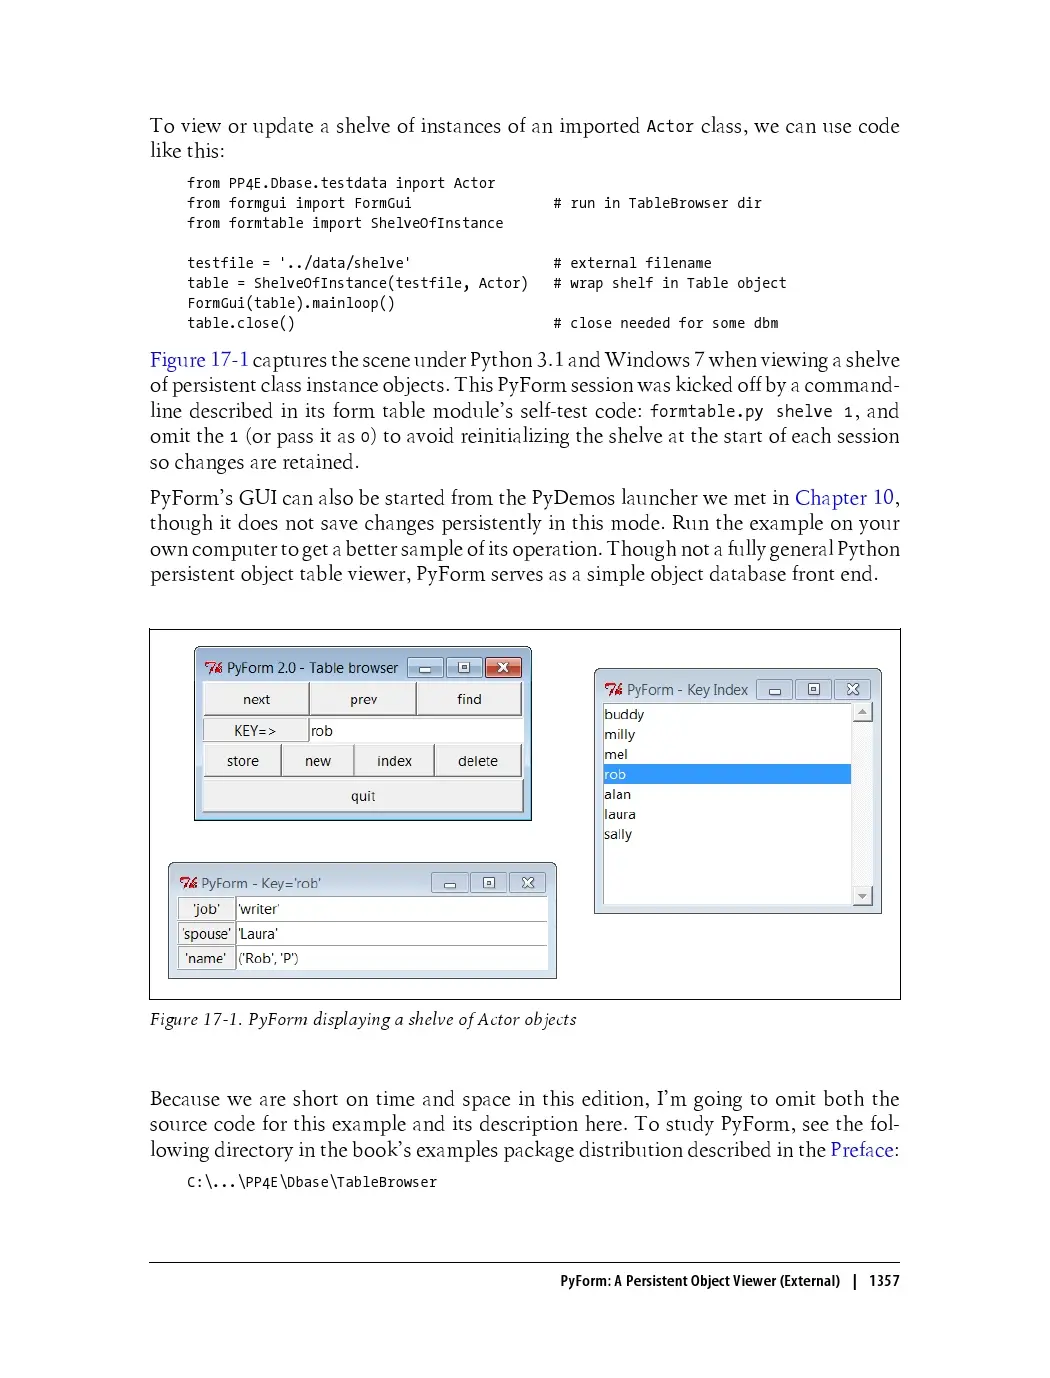 To view or update a shelve of instances of an imported Actor class, we can use code
like this:
from PP4E.Dbase.testdata inport Actor
from formgui import FormGui # run in TableBrowser dir
from formtable import ShelveOfInstance
testfile = '../data/shelve' # external filename
table = ShelveOfInstance(testfile, Actor) # wrap shelf in Table object
FormGui(table).mainloop()
table.close() # close needed for some dbm
Figure 17-1 captures the scene under Python 3.1 and Windows 7 when viewing a shelve
of persistent class instance objects. This PyForm session was kicked off by a command-
line described in its form table module's self-test code: formtable.py shelve 1, and
omit the 1 (or pass it as 0) to avoid reinitializing the shelve at the start of each session
so changes are retained.
PyForm's GUI can also be started from the PyDemos launcher we met in Chapter 10,
though it does not save changes persistently in this mode. Run the example on your
own computer to get a better sample of its operation. Though not a fully general Python
persistent object table viewer, PyForm serves as a simple object database front end.
PyForm 2.0 - Table browser
next prev find
KEY=> rob
store new index delete
quit
PyForm - Key Index
buddy
milly
mel
rob
alan
laura
sally
PyForm - Key='rob'
'job' 'writer'
'spouse' 'Laura'
'name' ('Rob', 'P')
Figure 17-1. PyForm displaying a shelve of Actor objects
Because we are short on time and space in this edition, I'm going to omit both the
source code for this example and its description here. To study PyForm, see the fol-
lowing directory in the book's examples package distribution described in the Preface:
C:\...\PP4E\Dbase\TableBrowser
PyForm: A Persistent Object Viewer (External) | 1357